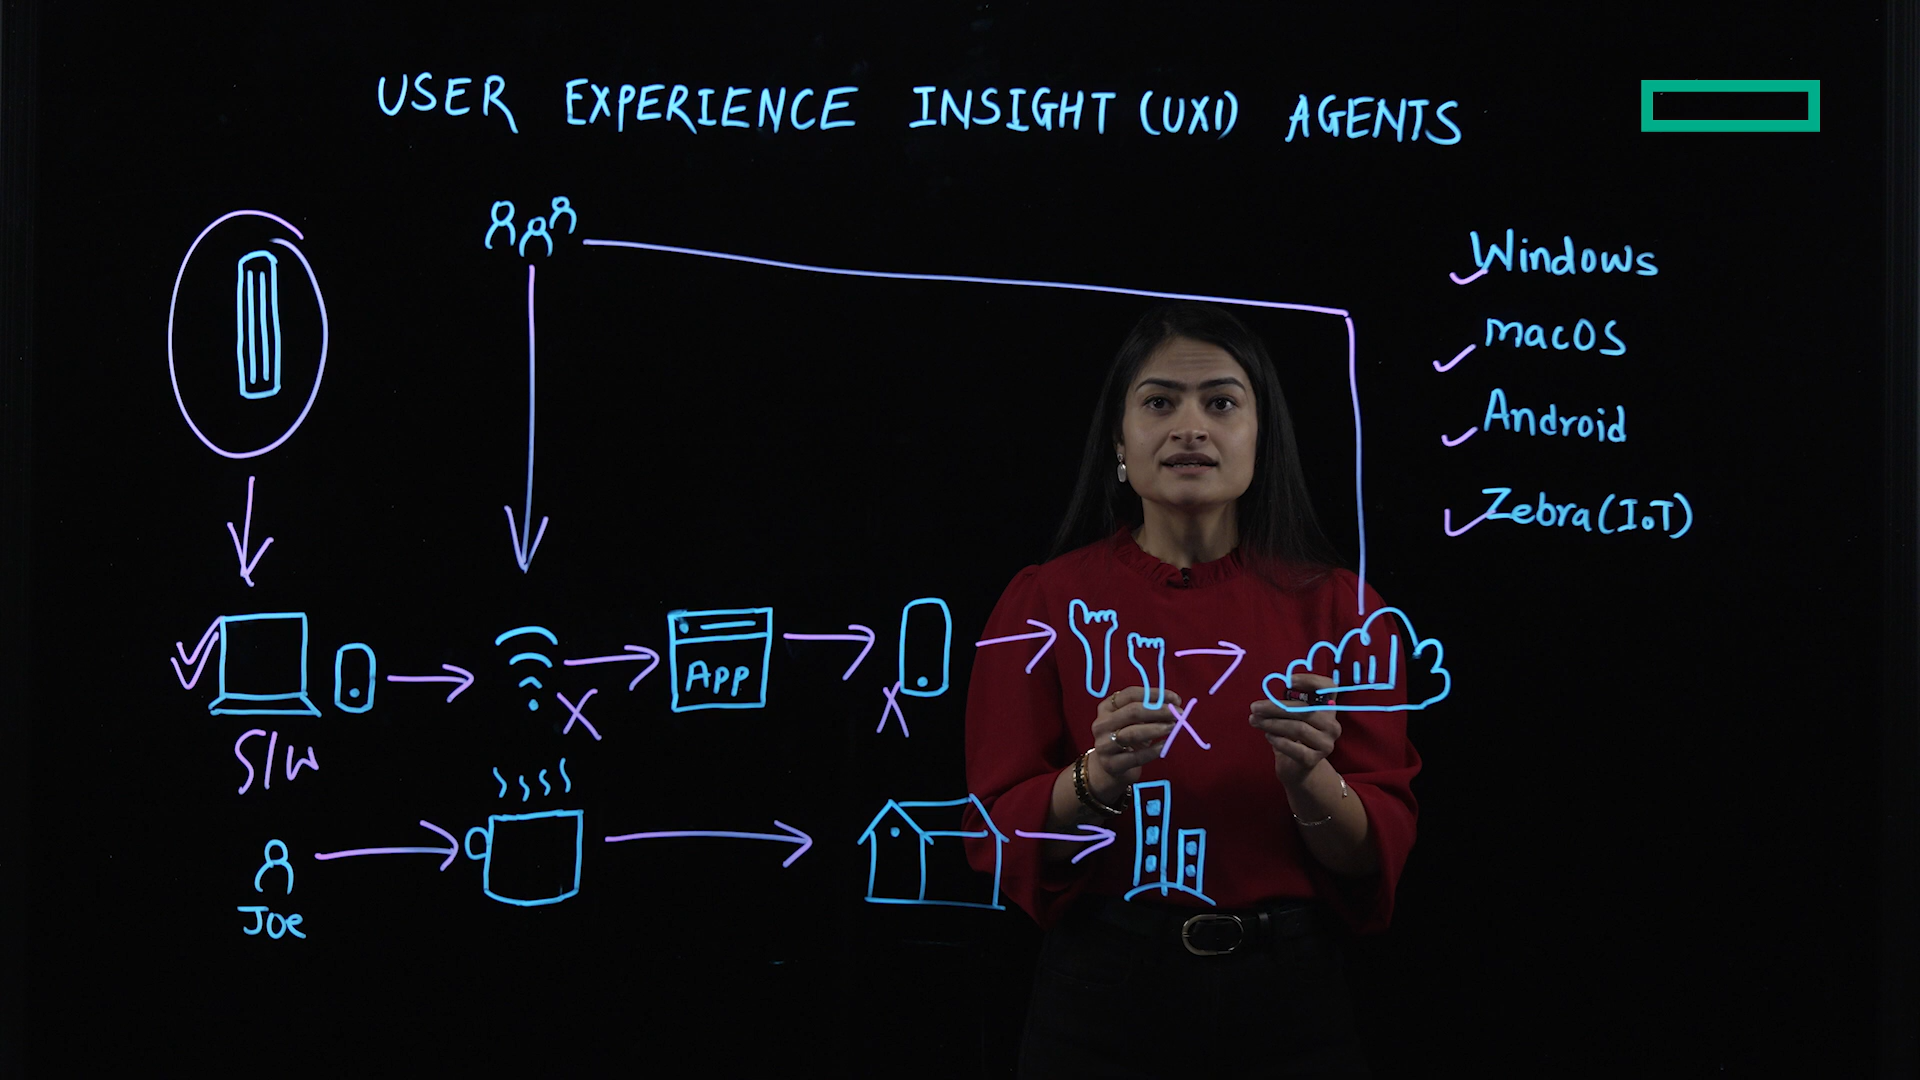 USER EXPERIENCE INSIGHT (UXI) AGENTS
Windows
macOS
Android
Zebra (IoT)
App
X
X
X
S/W
JOE